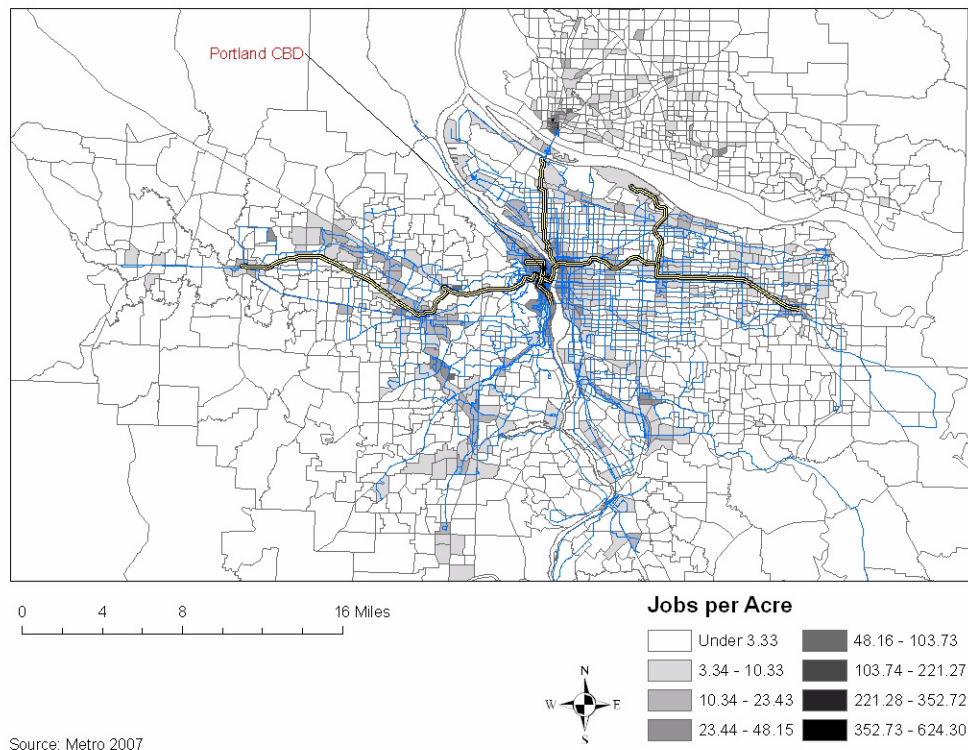 Portland CBD
0 4 8 16 Miles
Jobs per Acre
Under 3.33
3.34 - 10.33
10.34 - 23.43
23.44 - 48.15
48.16 - 103.73
103.74 - 221.27
221.28 - 352.72
352.73 - 624.30
N
W E
S
Source: Metro 2007